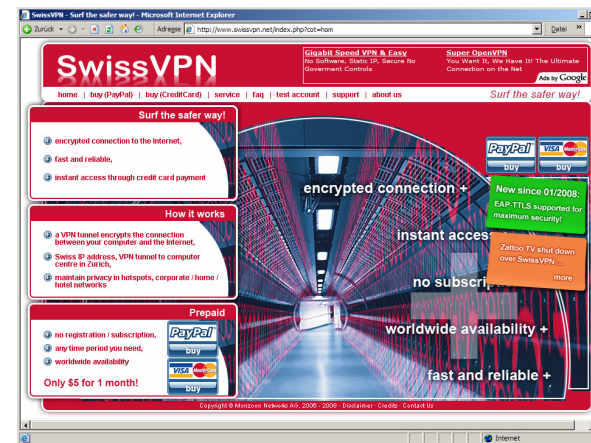 SwissVPN - Surf the safer way! - Microsoft Internet Explorer
Zurück
Adresse http://www.swissvpn.net/index.php?cot=hom
Datei
SwissVPN
Gigabit Speed VPN & Easy
No Software, Static IP, Secure No
Goverment Controls
Super OpenVPN
You Want It, We Have It! The Ultimate
Connection on the Net
Ads by Google
home | buy (PayPal) | buy (CreditCard) | service | faq | test account | support | about us
Surf the safer way!
Surf the safer way!
encrypted connection to the Internet,
fast and reliable,
instant access through credit card payment
How it works
a VPN tunnel encrypts the connection
between your computer and the Internet,
Swiss IP address, VPN tunnel to computer
centre in Zurich,
maintain privacy in hotspots, corporate / home /
hotel networks
Prepaid
no registration / subscription,
any time period you need,
worldwide availability
Only $5 for 1 month!
PayPal
buy
VISA MasterCard
buy
encrypted connection +
instant acces
no subscrip
worldwide availability +
fast and reliable +
PayPal
buy
VISA MasterCard
buy
New since 01/2008:
EAP-TTLS supported for
maximum security!
Zattoo TV shut down
over SwissVPN ...
more
Copyright © Monzoon Networks AG, 2006 - 2008 - Disclaimer - Credits - Contact Us
Internet